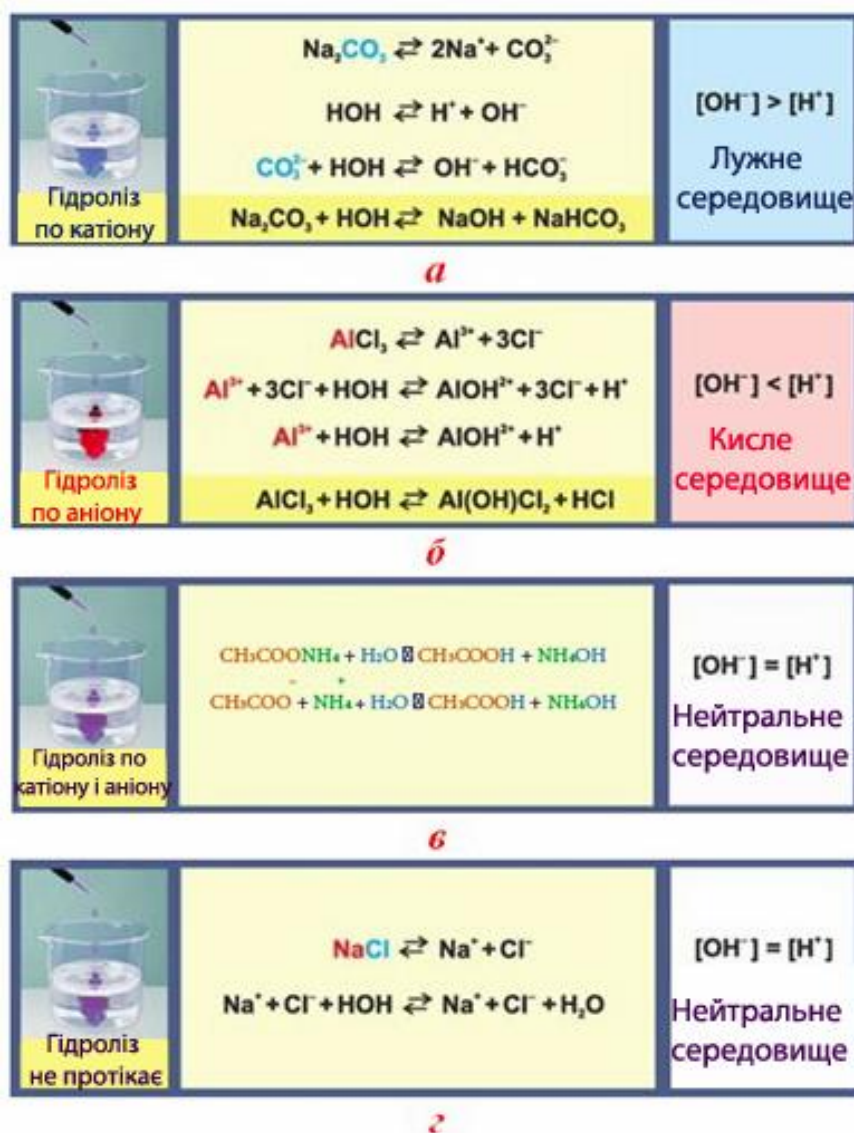 Na₂CO₃ ⇄ 2Na⁺ + CO₃²⁻
HOH ⇄ H⁺ + OH⁻
CO₃²⁻ + HOH ⇄ OH⁻ + HCO₃⁻
Na₂CO₃ + HOH ⇄ NaOH + NaHCO₃
Гідроліз
по катіону
[OH⁻] > [H⁺]
Лужне
середовище
а
AlCl₃ ⇄ Al³⁺ + 3Cl⁻
Al³⁺ + 3Cl⁻ + HOH ⇄ AlOH²⁺ + 3Cl⁻ + H⁺
Al³⁺ + HOH ⇄ AlOH²⁺ + H⁺
AlCl₃ + HOH ⇄ Al(OH)Cl₂ + HCl
Гідроліз
по аніону
[OH⁻] < [H⁺]
Кисле
середовище
б
CH₃COONH₄ + H₂O CH₃COOH + NH₄OH
CH₃COO⁻ + NH₄⁺ + H₂O CH₃COOH + NH₄OH
Гідроліз по
катіону і аніону
[OH⁻] = [H⁺]
Нейтральне
середовище
в
NaCl ⇄ Na⁺ + Cl⁻
Na⁺ + Cl⁻ + HOH ⇄ Na⁺ + Cl⁻ + H₂O
Гідроліз
не протікає
[OH⁻] = [H⁺]
Нейтральне
середовище
г